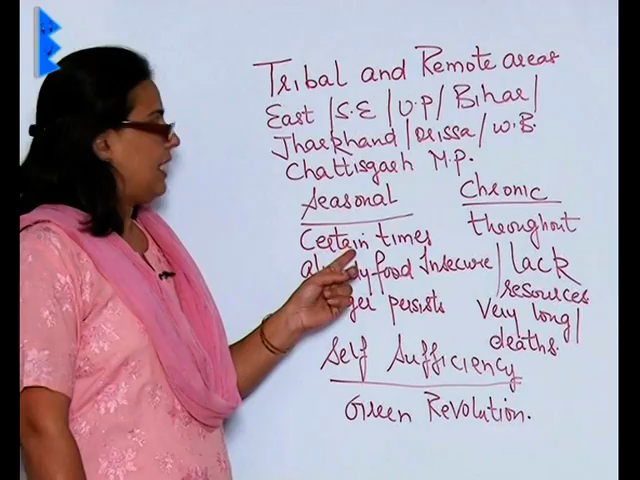 Tribal and Remote areas
East / S.E / U.P / Bihar /
Jharkhand / Orissa / W.B.
Chattisgarh M.P.
Seasonal
Certain times
food Insecure
persists
Chronic
theoughout
lack
resources
Very long /
deaths.
Self Sufficiency
Green Revolution.